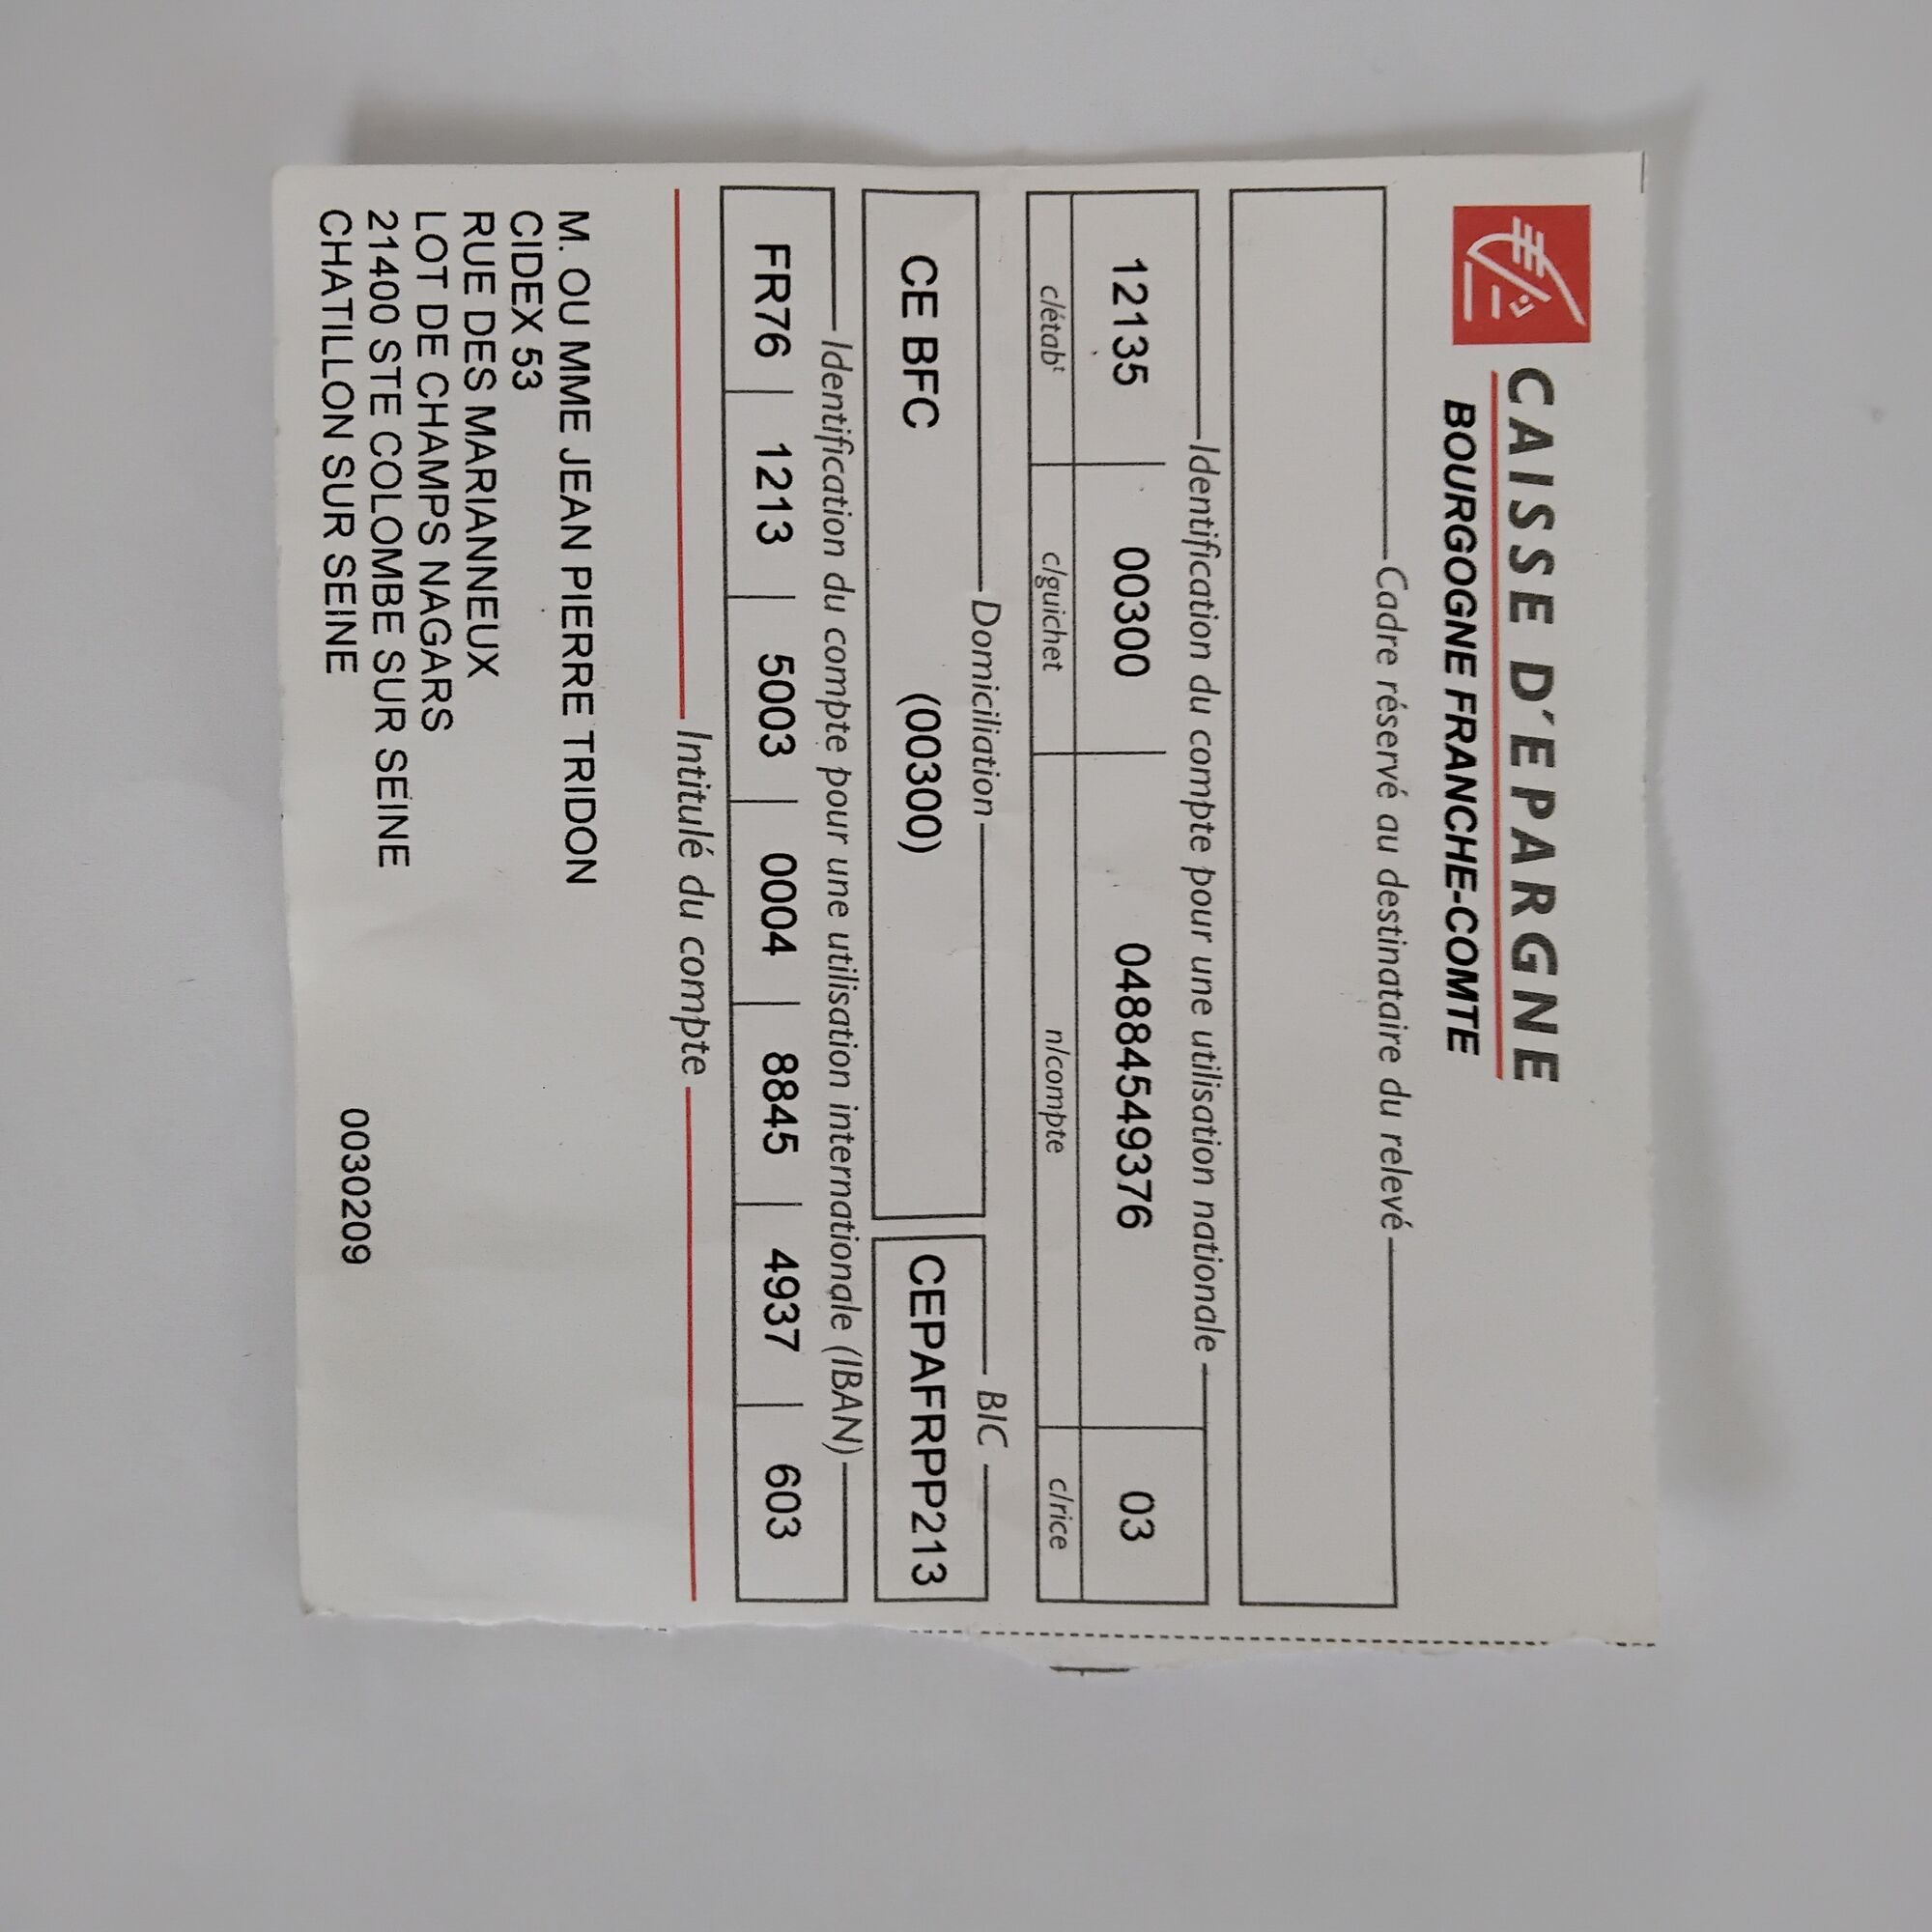 CAISSE D'EPARGNE
BOURGOGNE FRANCHE-COMTE
Cadre réservé au destinataire du relevé
Identification du compte pour une utilisation nationale
12135 00300 04884549376 03
c/étabt c/guichet n/compte c/rice
Domiciliation BIC
CE BFC (00300) CEPAFRPP213
Identification du compte pour une utilisation internationale (IBAN)
FR76 1213 5003 0004 8845 4937 603
Intitulé du compte
M. OU MME JEAN PIERRE TRIDON
CIDEX 53
RUE DES MARIANNEUX
LOT DE CHAMPS NAGARS
21400 STE COLOMBE SUR SEINE
CHATILLON SUR SEINE 0030209